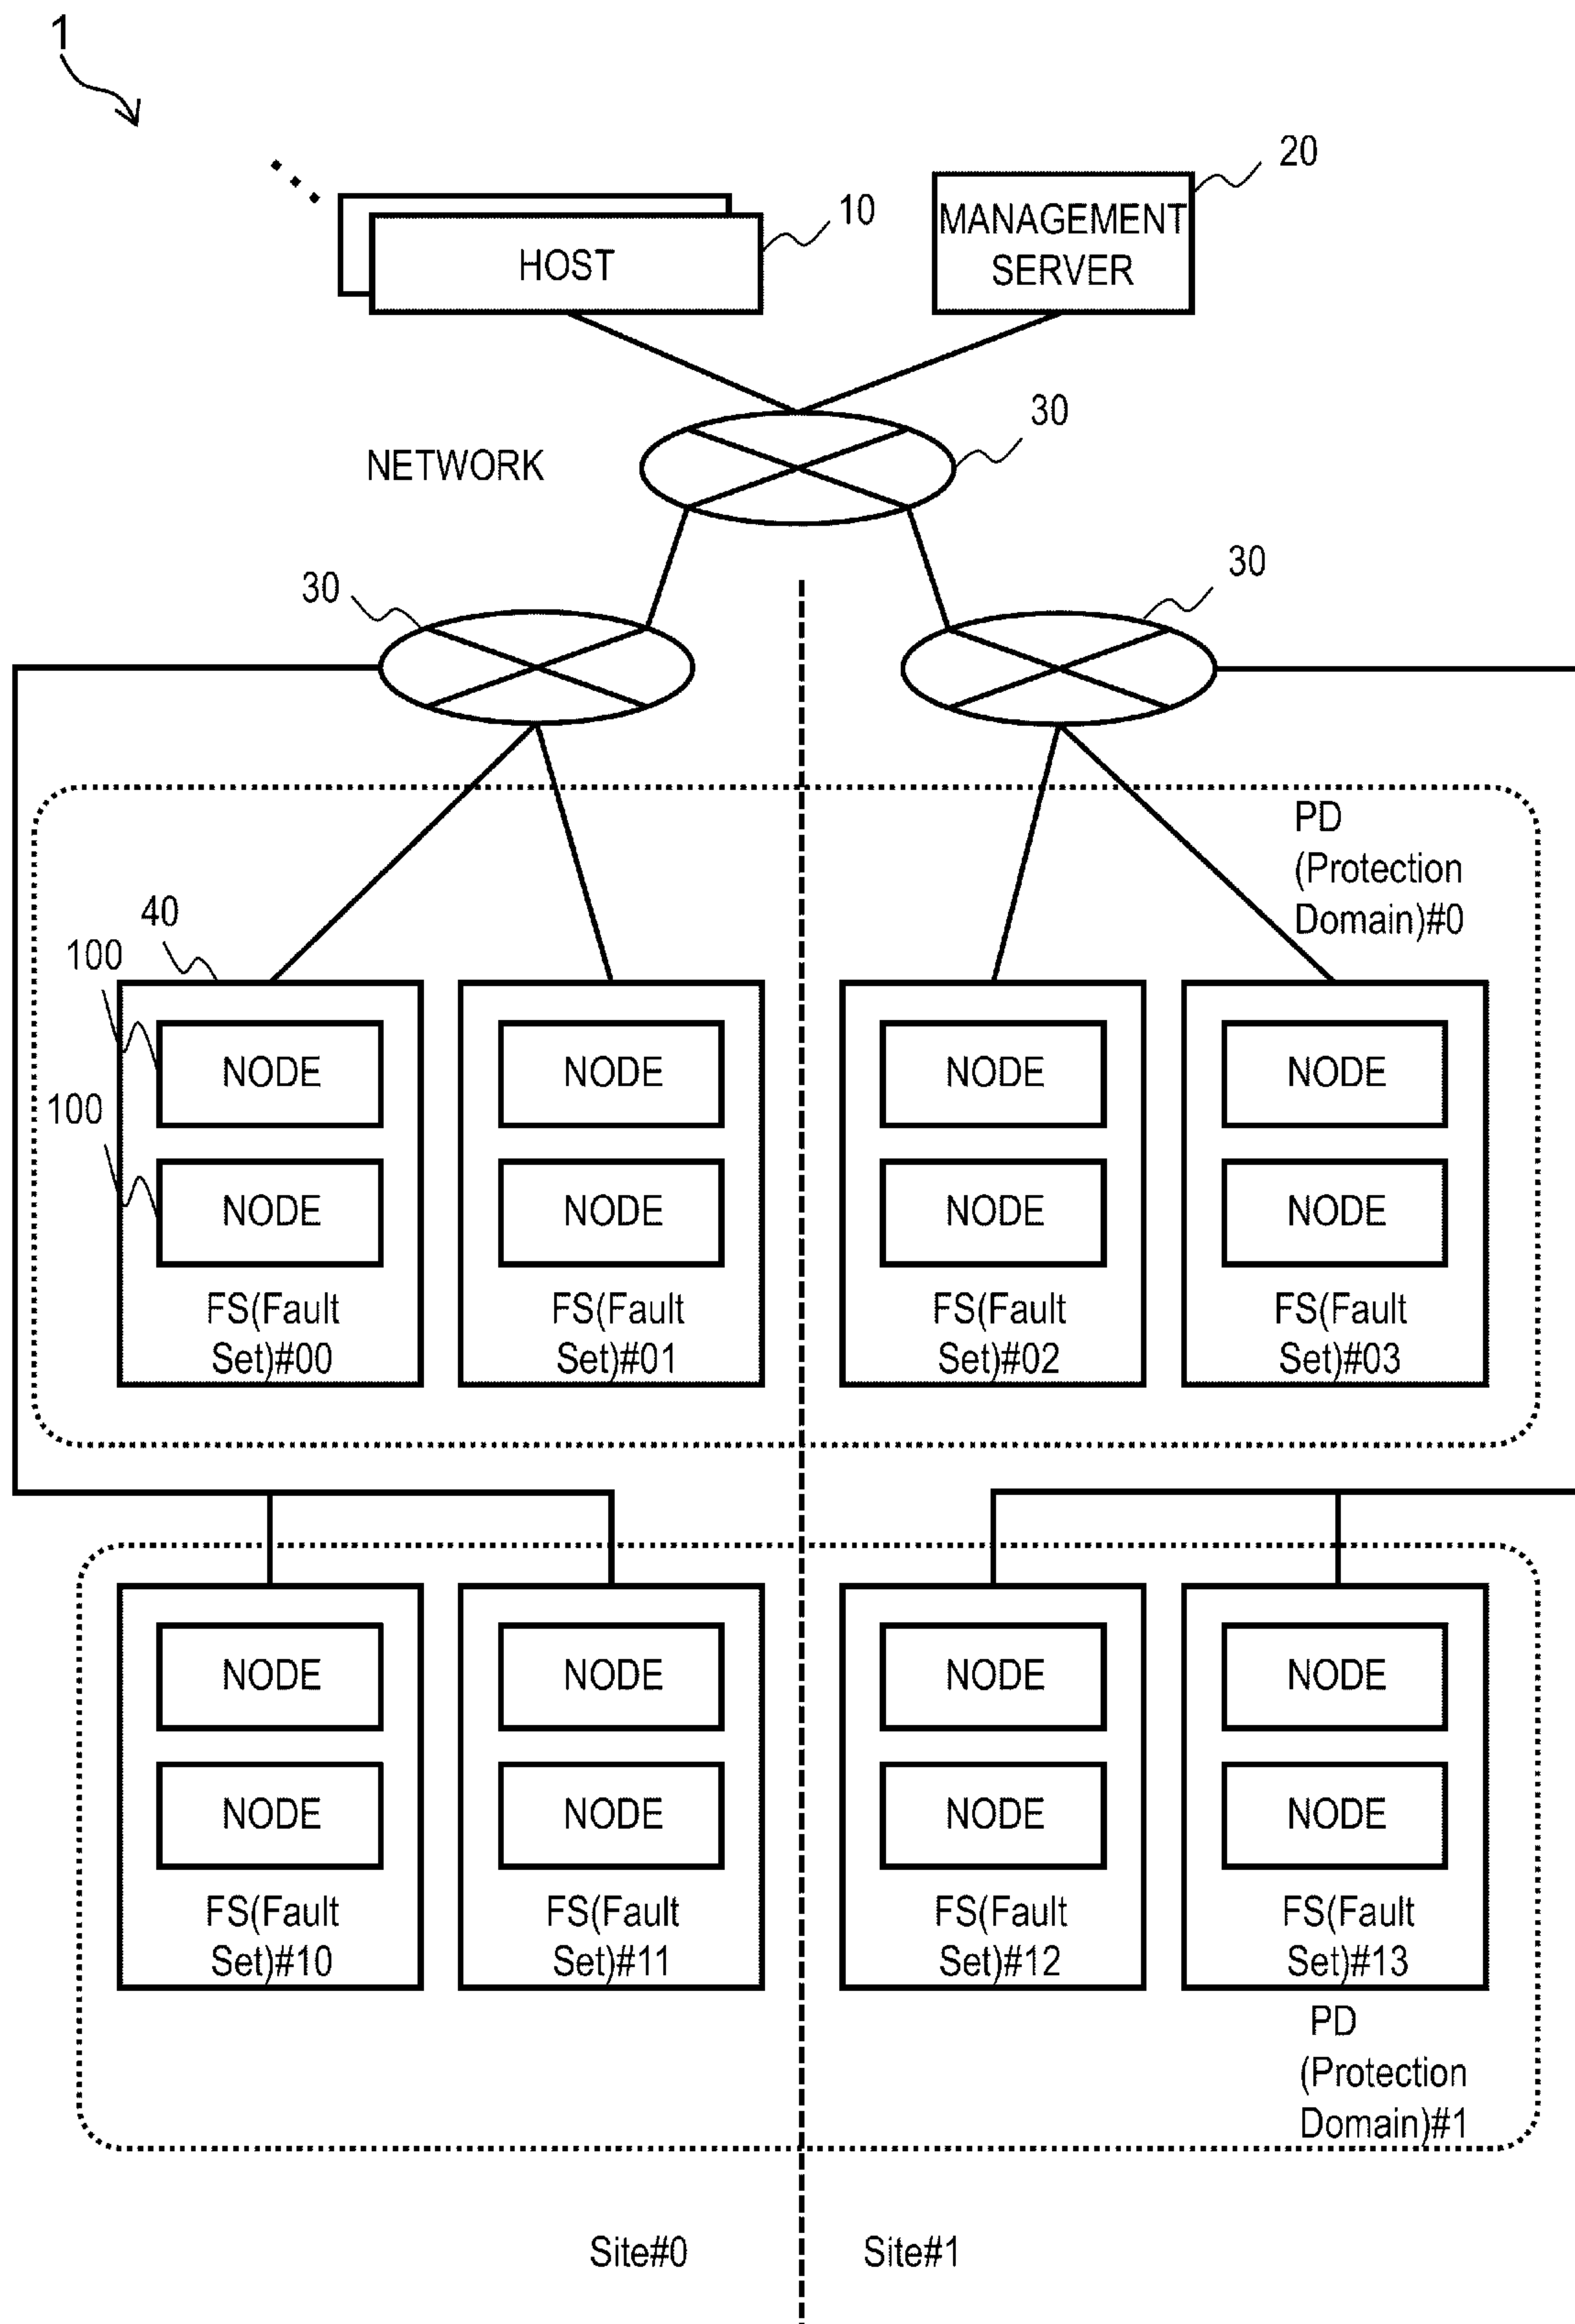 1
20
10
MANAGEMENT
SERVER
HOST
30
NETWORK
30
30
PD
(Protection
Domain)#0
40
100
NODE
NODE
NODE
NODE
100
NODE
NODE
NODE
NODE
FS(Fault
Set)#00
FS(Fault
Set)#01
FS(Fault
Set)#02
FS(Fault
Set)#03
NODE
NODE
NODE
NODE
NODE
NODE
NODE
NODE
FS(Fault
Set)#10
FS(Fault
Set)#11
FS(Fault
Set)#12
FS(Fault
Set)#13
PD
(Protection
Domain)#1
Site#0
Site#1